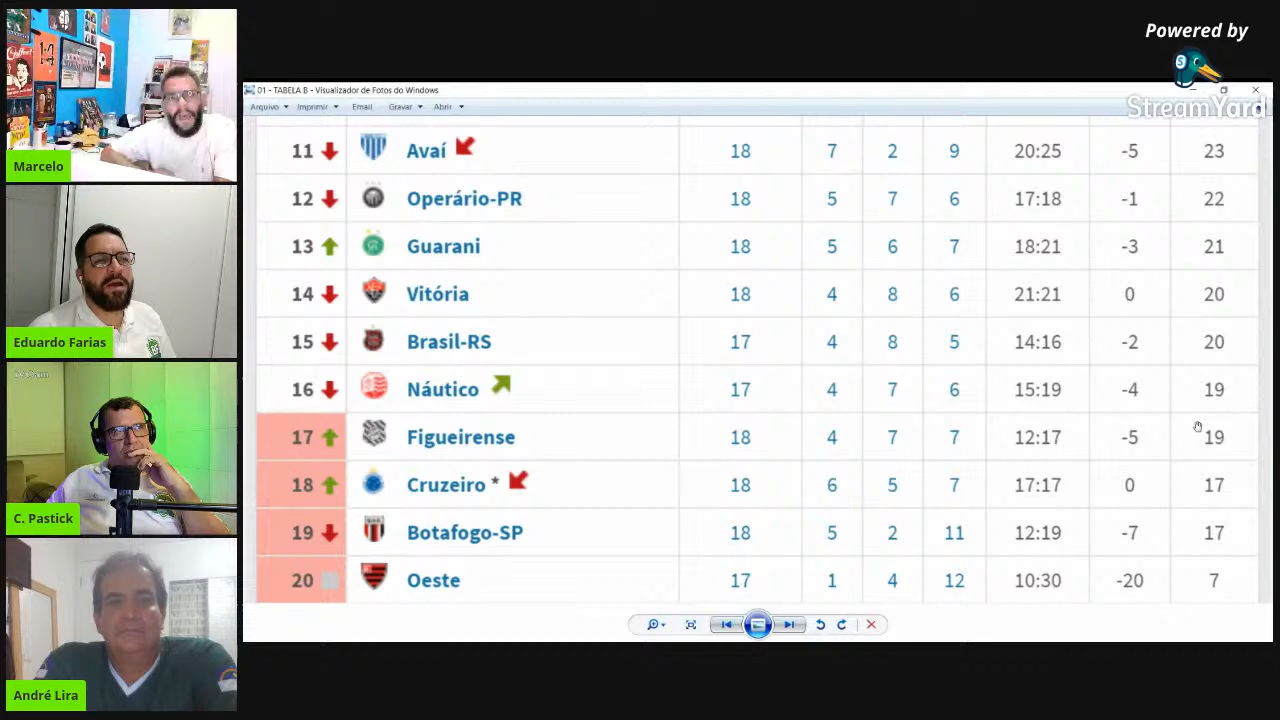 Powered by
StreamYard
01 - TABELA B - Visualizador de Fotos do Windows
Arquivo Imprimir Email Gravar Abrir
11 Avaí 18 7 2 9 20:25 -5 23
12 Operário-PR 18 5 7 6 17:18 -1 22
13 Guarani 18 5 6 7 18:21 -3 21
14 Vitória 18 4 8 6 21:21 0 20
15 Brasil-RS 17 4 8 5 14:16 -2 20
16 Náutico 17 4 7 6 15:19 -4 19
17 Figueirense 18 4 7 7 12:17 -5 19
18 Cruzeiro * 18 6 5 7 17:17 0 17
19 Botafogo-SP 18 5 2 11 12:19 -7 17
20 Oeste 17 1 4 12 10:30 -20 7
Marcelo
Eduardo Farias
C. Pastick
André Lira